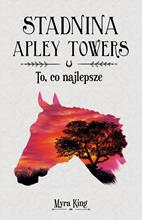 STADNINA
APLEY TOWERS
To, co najlepsze
Myra King